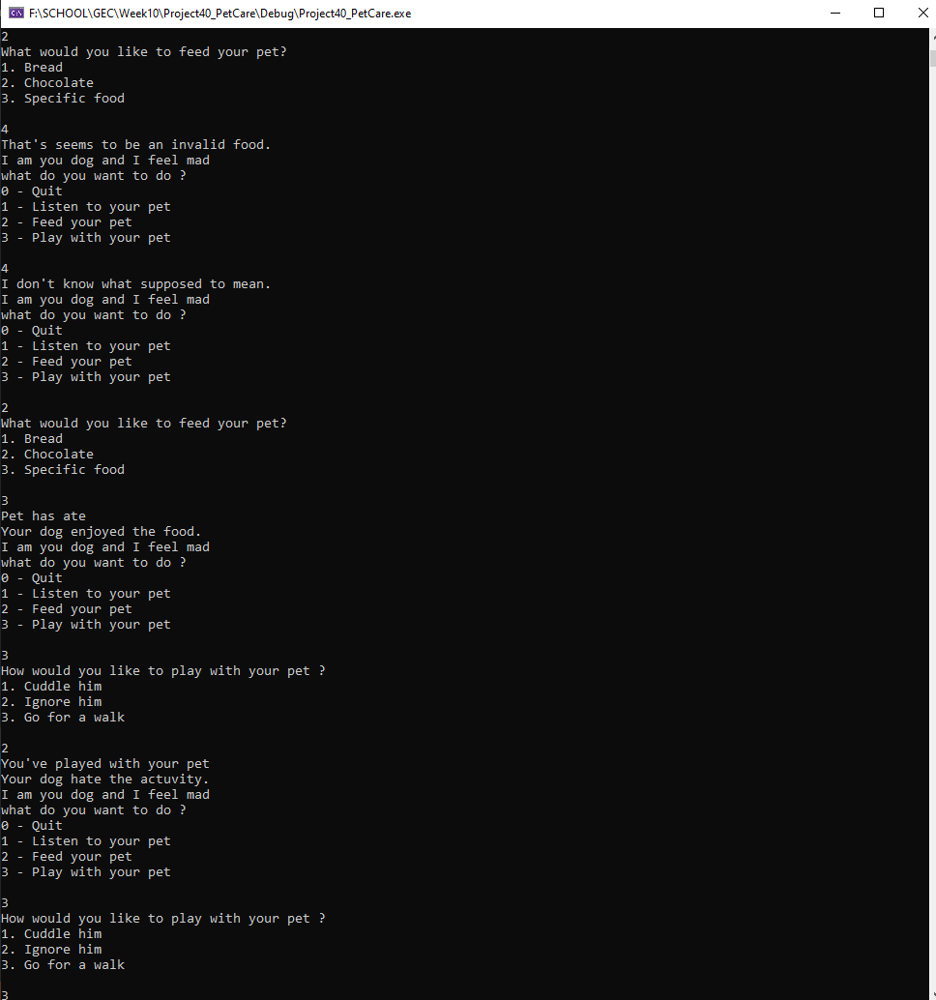 F:\SCHOOL\GEC\Week10\Project40_PetCare\Debug\Project40_PetCare.exe
2
What would you like to feed your pet?
1. Bread
2. Chocolate
3. Specific food
4
That's seems to be an invalid food.
I am you dog and I feel mad
what do you want to do ?
0 - Quit
1 - Listen to your pet
2 - Feed your pet
3 - Play with your pet
4
I don't know what supposed to mean.
I am you dog and I feel mad
what do you want to do ?
0 - Quit
1 - Listen to your pet
2 - Feed your pet
3 - Play with your pet
2
What would you like to feed your pet?
1. Bread
2. Chocolate
3. Specific food
3
Pet has ate
Your dog enjoyed the food.
I am you dog and I feel mad
what do you want to do ?
0 - Quit
1 - Listen to your pet
2 - Feed your pet
3 - Play with your pet
3
How would you like to play with your pet ?
1. Cuddle him
2. Ignore him
3. Go for a walk
2
You've played with your pet
Your dog hate the actuvity.
I am you dog and I feel mad
what do you want to do ?
0 - Quit
1 - Listen to your pet
2 - Feed your pet
3 - Play with your pet
3
How would you like to play with your pet ?
1. Cuddle him
2. Ignore him
3. Go for a walk
3